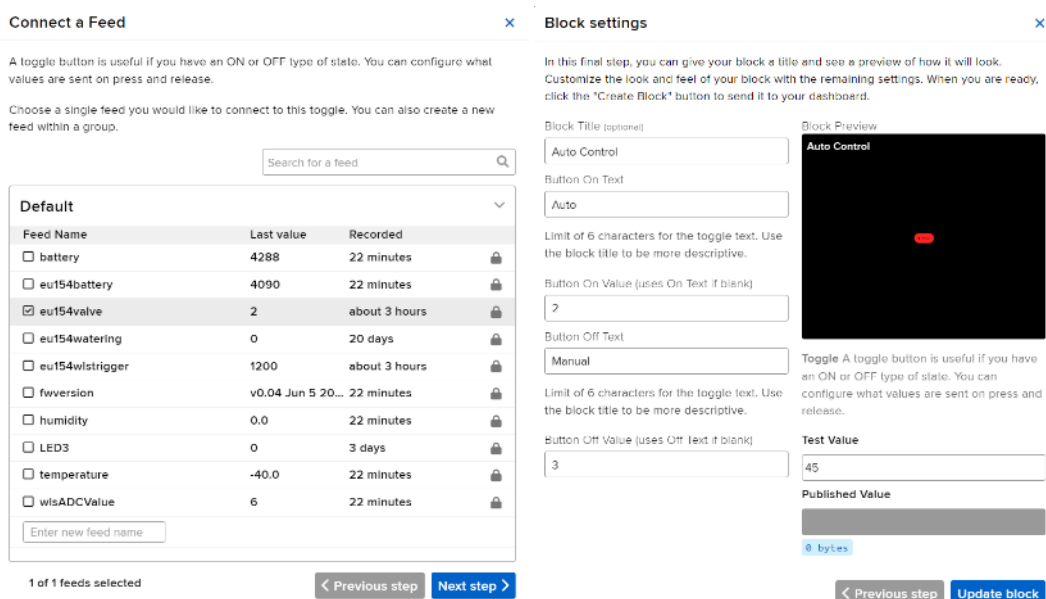 Connect a Feed
A toggle button is useful if you have an ON or OFF type of state. You can configure what
values are sent on press and release.
Choose a single feed you would like to connect to this toggle. You can also create a new
feed within a group.
Search for a feed
Default
Feed Name Last value Recorded
battery 4288 22 minutes
eu154battery 4090 22 minutes
eu154valve 2 about 3 hours
eu154watering 0 20 days
eu154wlstrigger 1200 about 3 hours
fwversion v0.04 Jun 5 20... 22 minutes
humidity 0.0 22 minutes
LED3 0 3 days
temperature -40.0 22 minutes
wlsADCValue 6 22 minutes
Enter new feed name
1 of 1 feeds selected
Previous step
Next step
Block settings
In this final step, you can give your block a title and see a preview of how it will look.
Customize the look and feel of your block with the remaining settings. When you are ready,
click the "Create Block" button to send it to your dashboard.
Block Title (optional)
Auto Control
Button On Text
Auto
Limit of 6 characters for the toggle text. Use
the block title to be more descriptive.
Button On Value (uses On Text if blank)
2
Button Off Text
Manual
Limit of 6 characters for the toggle text. Use
the block title to be more descriptive.
Button Off Value (uses Off Text if blank)
3
Block Preview
Auto Control
Toggle A toggle button is useful if you have
an ON or OFF type of state. You can
configure what values are sent on press and
release.
Test Value
45
Published Value
0 bytes
Previous step
Update block